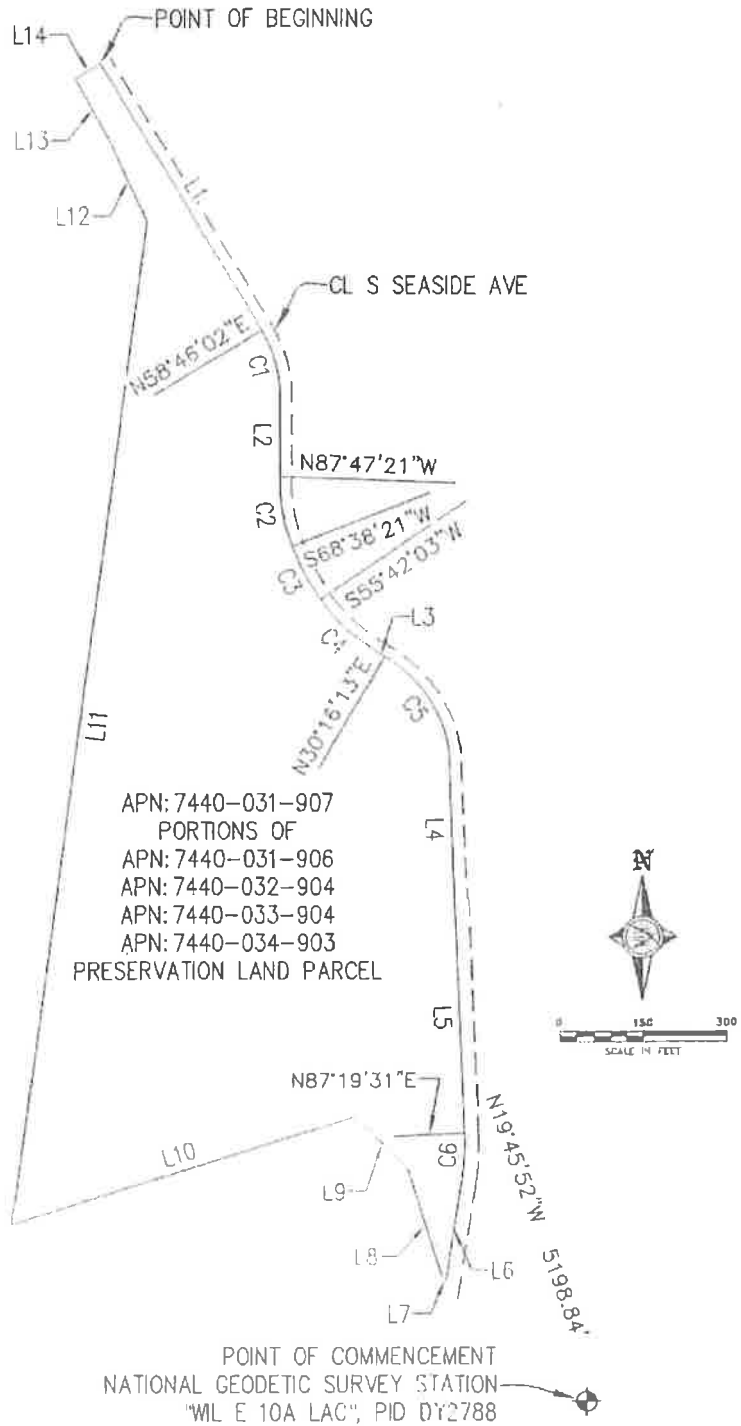 POINT OF BEGINNING
L14
L13
L12
L1
CL S SEASIDE AVE
N58°46'02"E
C1
L2
N87°47'21"W
C2
S68°38'21"W
C3
S55°42'03"W
L3
N30°16'13"E
C5
L11
APN: 7440-031-907
PORTIONS OF
APN: 7440-031-906
APN: 7440-032-904
APN: 7440-033-904
APN: 7440-034-903
PRESERVATION LAND PARCEL
L4
N
0 150 300
SCALE IN FEET
L5
N87°19'31"E
N19°45'52"W 5198.84'
C6
L10
L9
L8
L6
L7
POINT OF COMMENCEMENT
NATIONAL GEODETIC SURVEY STATION
"WIL E 10A LAC", PID DY2788